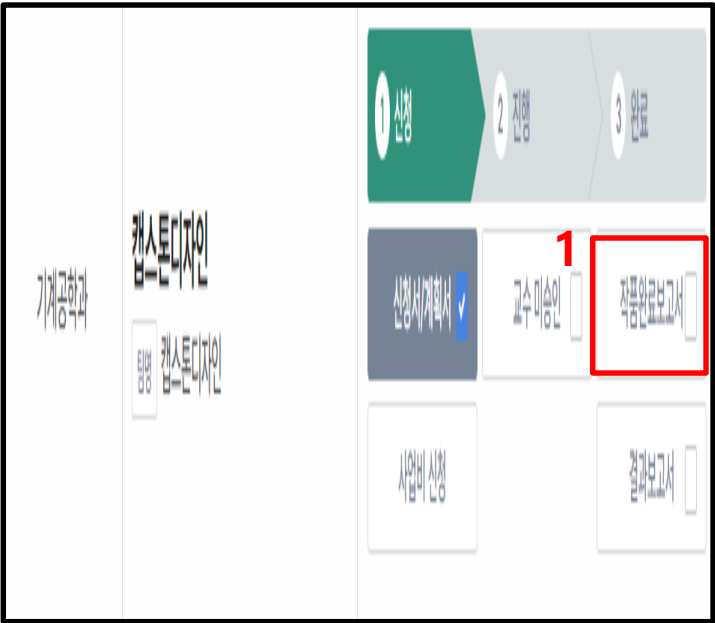 1 신청
2 진행
3 완료
기계공학과
캡스톤디자인
팀명 캡스톤디자인
신청서/계획서
교수 미승인
1
작품완료보고서
사업비 신청
결과보고서